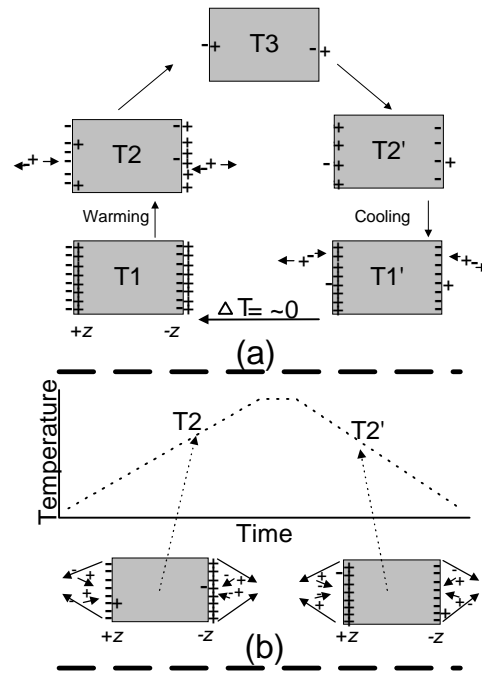 T3
T2
T2'
Warming
Cooling
T1
T1'
ΔT= ~0
+z
-z
(a)
Temperature
T2
T2'
Time
+z
-z
+z
-z
(b)